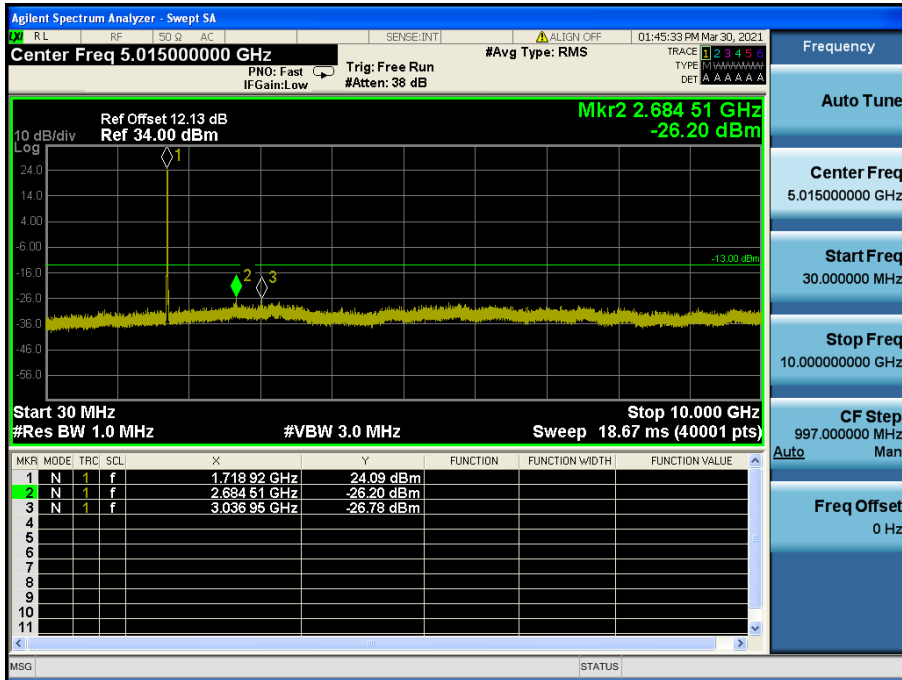 Agilent Spectrum Analyzer - Swept SA
LXI RL RF 50 Ω AC SENSE:INT ALIGN OFF 01:45:33 PM Mar 30, 2021
Center Freq 5.015000000 GHz
PNO: Fast
IFGain:Low
Trig: Free Run
#Atten: 38 dB
#Avg Type: RMS
TRACE 1 2 3 4 5 6
TYPE M
DET A A A A A A
Mkr2 2.684 51 GHz
-26.20 dBm
Ref Offset 12.13 dB
10 dB/div Ref 34.00 dBm
Log
24.0
14.0
4.00
-6.00
-16.0
-26.0
-36.0
-46.0
-56.0
1
2
3
-13.00 dBm
Start 30 MHz Stop 10.000 GHz
#Res BW 1.0 MHz #VBW 3.0 MHz Sweep 18.67 ms (40001 pts)
MKR MODE TRC SCL X Y FUNCTION FUNCTION WIDTH FUNCTION VALUE
1 N 1 f 1.718 92 GHz 24.09 dBm
2 N 1 f 2.684 51 GHz -26.20 dBm
3 N 1 f 3.036 95 GHz -26.78 dBm
4
5
6
7
8
9
10
11
MSG STATUS
Frequency
Auto Tune
Center Freq
5.015000000 GHz
Start Freq
30.000000 MHz
Stop Freq
10.000000000 GHz
CF Step
997.000000 MHz
Auto Man
Freq Offset
0 Hz